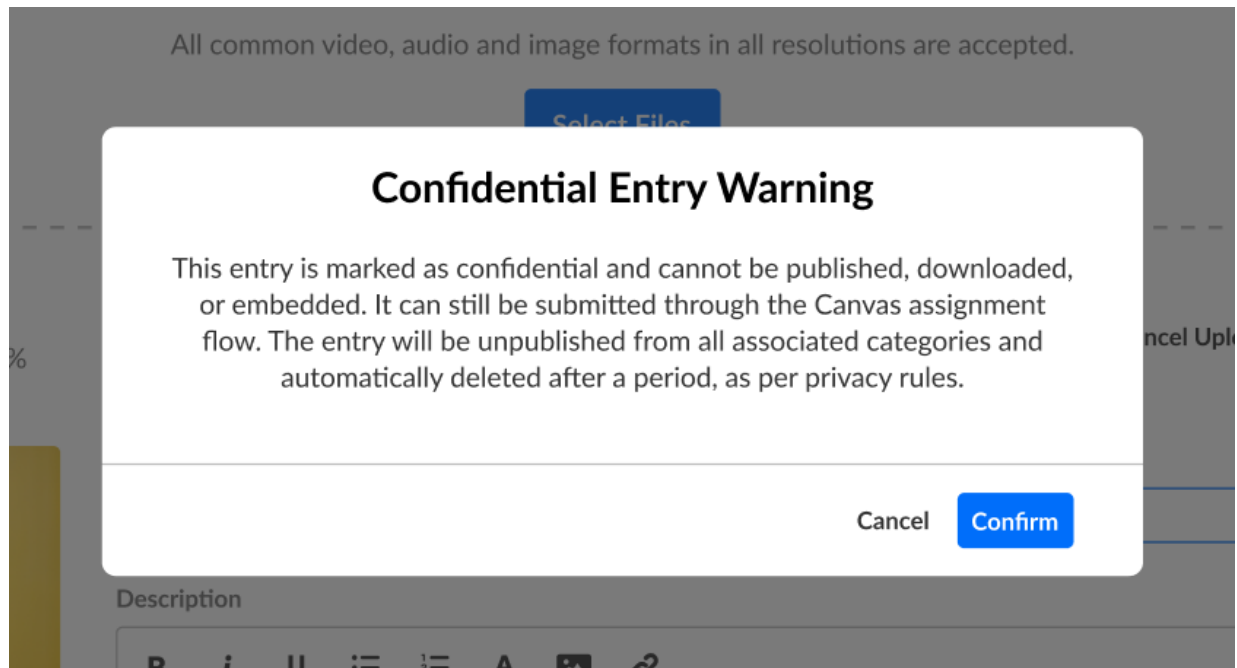 All common video, audio and image formats in all resolutions are accepted.
Select Files
Confidential Entry Warning
This entry is marked as confidential and cannot be published, downloaded,
or embedded. It can still be submitted through the Canvas assignment
flow. The entry will be unpublished from all associated categories and
automatically deleted after a period, as per privacy rules.
%
Cancel Confirm
Description
B i U A